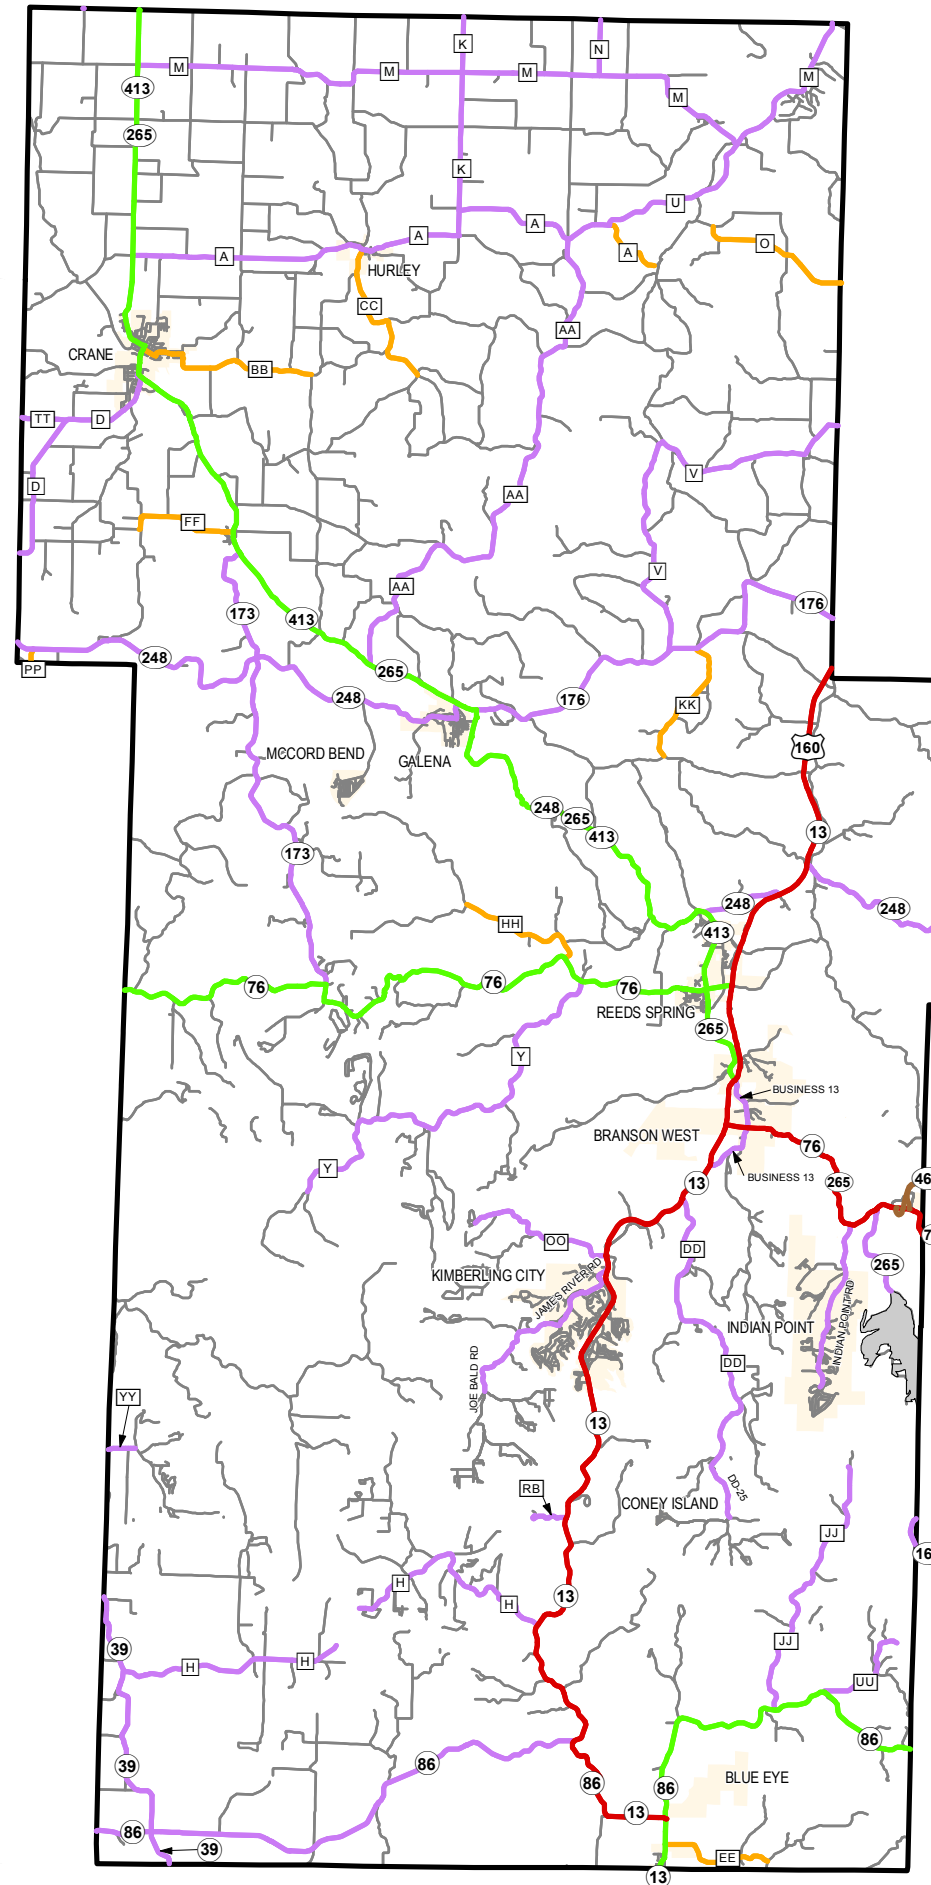 K
N
M
M
M
M
M
413
265
K
U
A
A
A
A
O
HURLEY
CC
AA
CRANE
BB
TT
D
V
D
AA
FF
V
AA
176
173
413
248
PP
265
248
176
KK
160
MCCORD BEND
GALENA
248
265
413
13
173
248
248
HH
413
76
76
76
REEDS SPRING
265
Y
BUSINESS 13
BRANSON WEST
76
Y
BUSINESS 13
13
265
46
7
OO
DD
265
KIMBERLING CITY
JAMES RIVER RD
INDIAN POINT
INDIAN POINT RD
JOE BALD RD
DD
YY
13
RB
DD-25
CONEY ISLAND
JJ
16
H
13
H
39
JJ
H
H
UU
86
39
86
86
86
BLUE EYE
13
86
39
EE
13